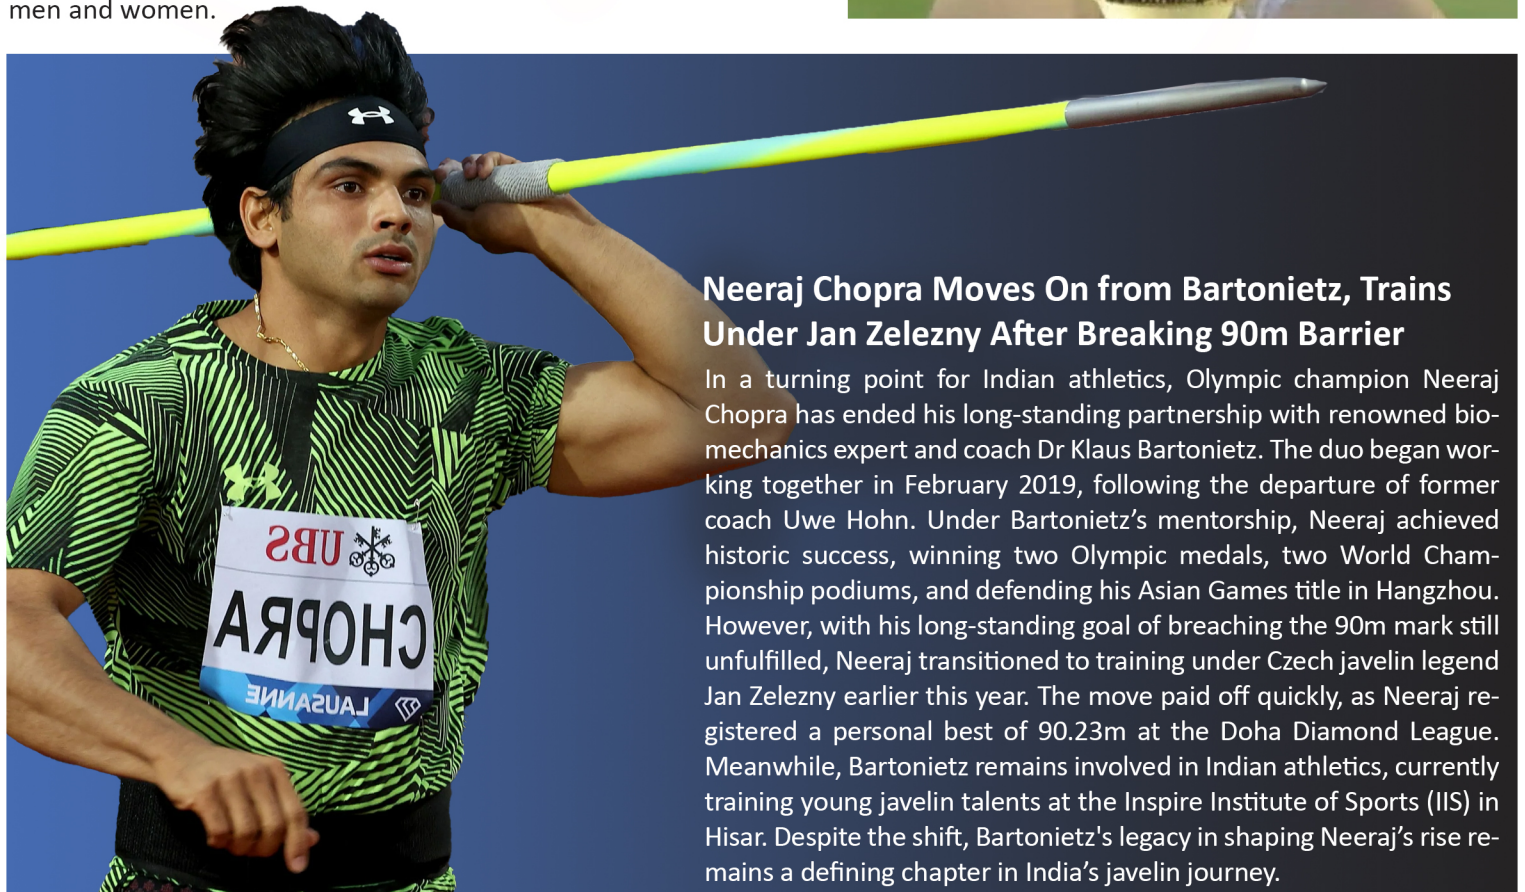 men and women.
Neeraj Chopra Moves On from Bartonietz, Trains
Under Jan Zelezny After Breaking 90m Barrier
In a turning point for Indian athletics, Olympic champion Neeraj
Chopra has ended his long-standing partnership with renowned bio-
mechanics expert and coach Dr Klaus Bartonietz. The duo began wor-
king together in February 2019, following the departure of former
coach Uwe Hohn. Under Bartonietz’s mentorship, Neeraj achieved
historic success, winning two Olympic medals, two World Cham-
pionship podiums, and defending his Asian Games title in Hangzhou.
However, with his long-standing goal of breaching the 90m mark still
unfulfilled, Neeraj transitioned to training under Czech javelin legend
Jan Zelezny earlier this year. The move paid off quickly, as Neeraj re-
gistered a personal best of 90.23m at the Doha Diamond League.
Meanwhile, Bartonietz remains involved in Indian athletics, currently
training young javelin talents at the Inspire Institute of Sports (IIS) in
Hisar. Despite the shift, Bartonietz's legacy in shaping Neeraj’s rise re-
mains a defining chapter in India’s javelin journey.
UBS
CHOPRA
LAUSANNE